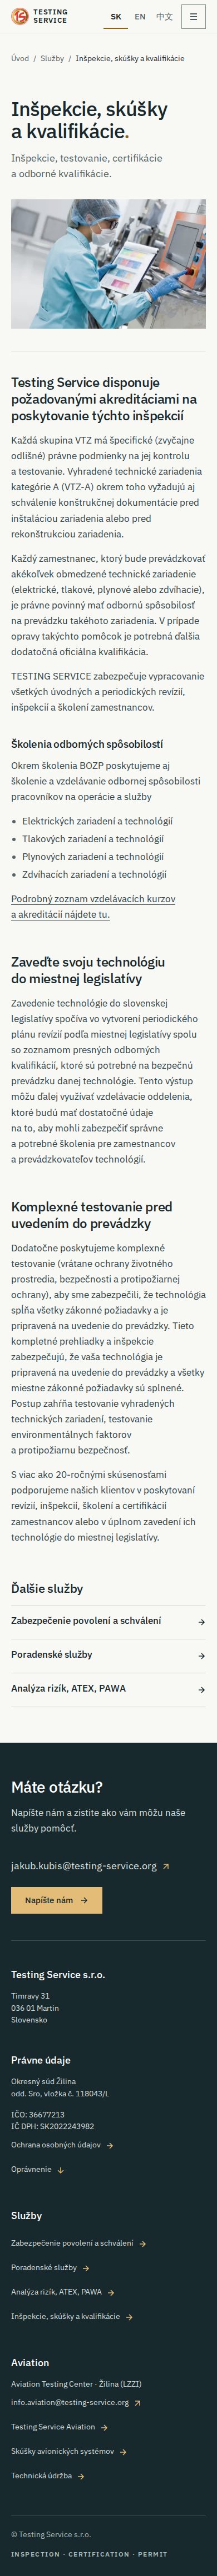 TESTING
SERVICE
SK EN 中文
Úvod / Služby / Inšpekcie, skúšky a kvalifikácie
Inšpekcie, skúšky
a kvalifikácie.
Inšpekcie, testovanie, certifikácie
a odborné kvalifikácie.
Testing Service disponuje
požadovanými akreditáciami na
poskytovanie týchto inšpekcií
Každá skupina VTZ má špecifické (zvyčajne
odlišné) právne podmienky na jej kontrolu
a testovanie. Vyhradené technické zariadenia
kategórie A (VTZ-A) okrem toho vyžadujú aj
schválenie konštrukčnej dokumentácie pred
inštaláciou zariadenia alebo pred
rekonštrukciou zariadenia.
Každý zamestnanec, ktorý bude prevádzkovať
akékoľvek obmedzené technické zariadenie
(elektrické, tlakové, plynové alebo zdvíhacie),
je právne povinný mať odbornú spôsobilosť
na prevádzku takéhoto zariadenia. V prípade
opravy takýchto pomôcok je potrebná ďalšia
dodatočná oficiálna kvalifikácia.
TESTING SERVICE zabezpečuje vypracovanie
všetkých úvodných a periodických revízií,
inšpekcií a školení zamestnancov.
Školenia odborných spôsobilostí
Okrem školenia BOZP poskytujeme aj
školenie a vzdelávanie odbornej spôsobilosti
pracovníkov na operácie a služby
Elektrických zariadení a technológií
Tlakových zariadení a technológií
Plynových zariadení a technológií
Zdvíhacích zariadení a technológií
Podrobný zoznam vzdelávacích kurzov
a akreditácií nájdete tu.
Zaveďte svoju technológiu
do miestnej legislatívy
Zavedenie technológie do slovenskej
legislatívy spočíva vo vytvorení periodického
plánu revízií podľa miestnej legislatívy spolu
so zoznamom presných odborných
kvalifikácií, ktoré sú potrebné na bezpečnú
prevádzku danej technológie. Tento výstup
môžu ďalej využívať vzdelávacie oddelenia,
ktoré budú mať dostatočné údaje
na to, aby mohli zabezpečiť správne
a potrebné školenia pre zamestnancov
a prevádzkovateľov technológií.
Komplexné testovanie pred
uvedením do prevádzky
Dodatočne poskytujeme komplexné
testovanie (vrátane ochrany životného
prostredia, bezpečnosti a protipožiarnej
ochrany), aby sme zabezpečili, že technológia
spĺňa všetky zákonné požiadavky a je
pripravená na uvedenie do prevádzky. Tieto
kompletné prehliadky a inšpekcie
zabezpečujú, že vaša technológia je
pripravená na uvedenie do prevádzky a všetky
miestne zákonné požiadavky sú splnené.
Postup zahŕňa testovanie vyhradených
technických zariadení, testovanie
environmentálnych faktorov
a protipožiarnu bezpečnosť.
S viac ako 20-ročnými skúsenosťami
podporujeme našich klientov v poskytovaní
revízií, inšpekcií, školení a certifikácií
zamestnancov alebo v úplnom zavedení ich
technológie do miestnej legislatívy.
Ďalšie služby
Zabezpečenie povolení a schválení →
Poradenské služby →
Analýza rizík, ATEX, PAWA →
Máte otázku?
Napíšte nám a zistite ako vám môžu naše
služby pomôcť.
jakub.kubis@testing-service.org ↗
Napíšte nám →
Testing Service s.r.o.
Timravy 31
036 01 Martin
Slovensko
Právne údaje
Okresný súd Žilina
odd. Sro, vložka č. 118043/L
IČO: 36677213
IČ DPH: SK2022243982
Ochrana osobných údajov →
Oprávnenie ↓
Služby
Zabezpečenie povolení a schválení →
Poradenské služby →
Analýza rizík, ATEX, PAWA →
Inšpekcie, skúšky a kvalifikácie →
Aviation
Aviation Testing Center · Žilina (LZZI)
info.aviation@testing-service.org ↗
Testing Service Aviation →
Skúšky avionických systémov →
Technická údržba →
© Testing Service s.r.o.
INSPECTION · CERTIFICATION · PERMIT